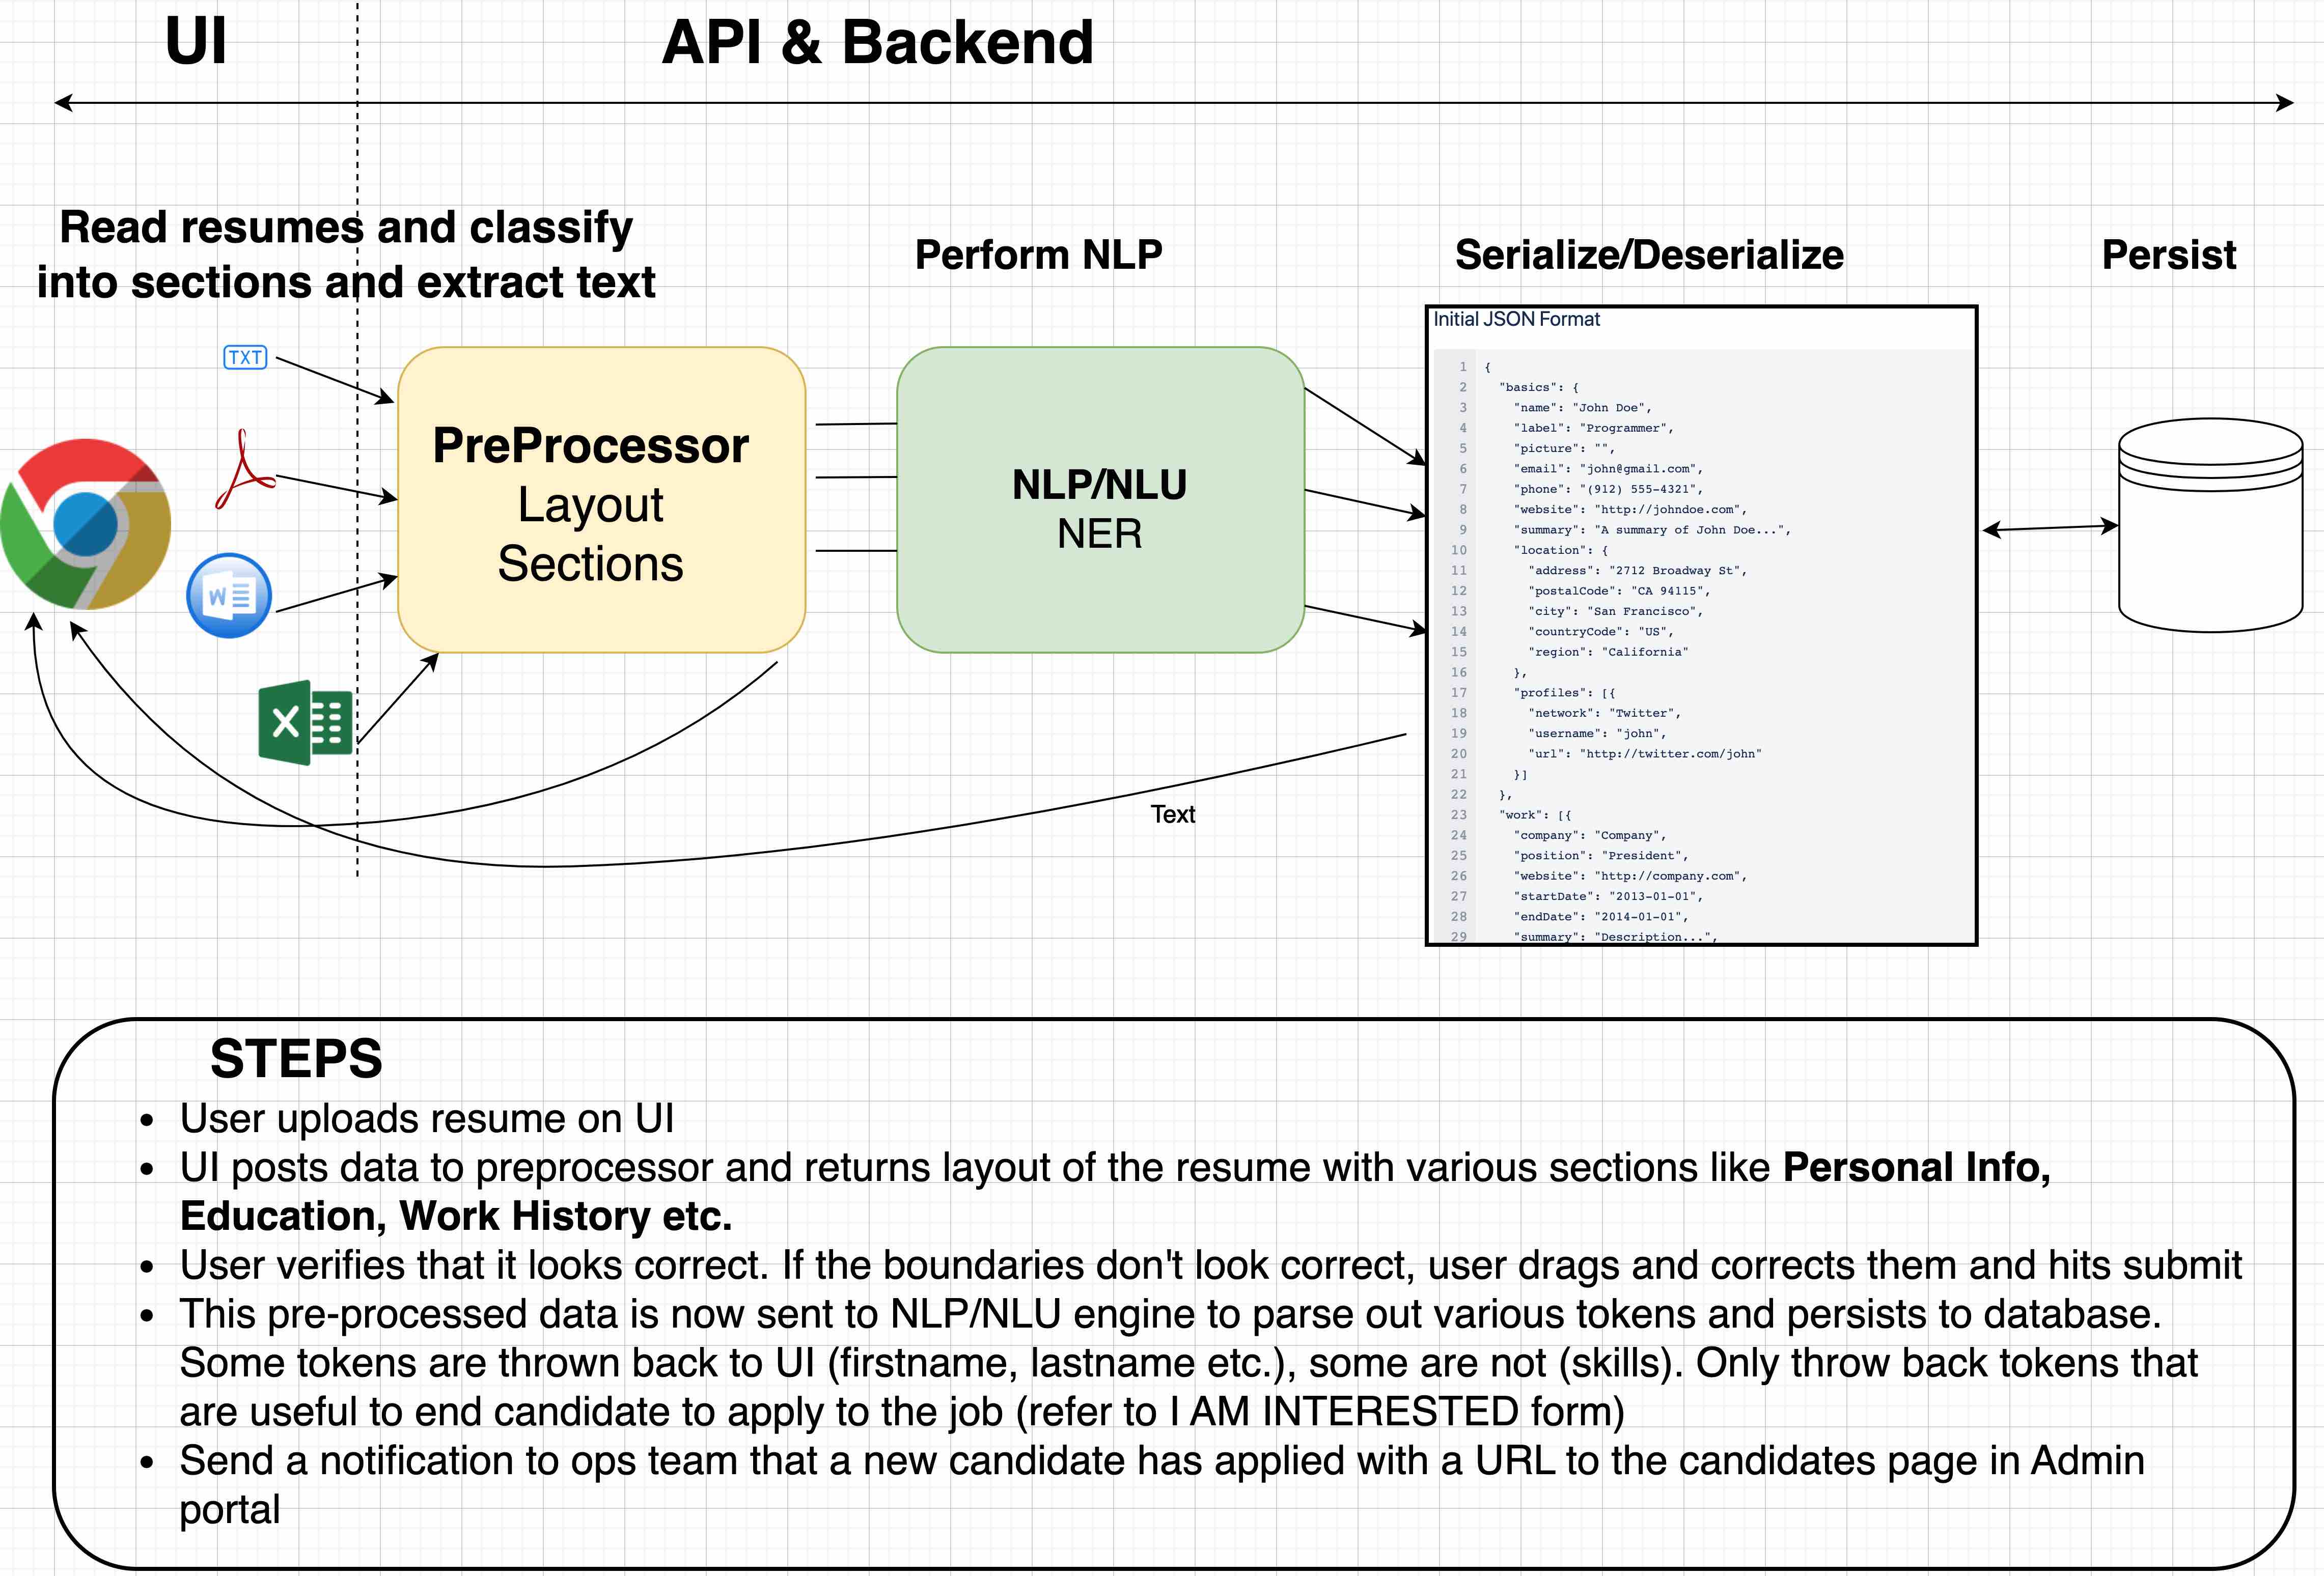 UI
API & Backend
Read resumes and classify
into sections and extract text
Perform NLP
Serialize/Deserialize
Persist
TXT
W
X
PreProcessor
Layout
Sections
NLP/NLU
NER
Text
Initial JSON Format
1 {
2 "basics": {
3 "name": "John Doe",
4 "label": "Programmer",
5 "picture": "",
6 "email": "john@gmail.com",
7 "phone": "(912) 555-4321",
8 "website": "http://johndoe.com",
9 "summary": "A summary of John Doe...",
10 "location": {
11 "address": "2712 Broadway St",
12 "postalCode": "CA 94115",
13 "city": "San Francisco",
14 "countryCode": "US",
15 "region": "California"
16 },
17 "profiles": [{
18 "network": "Twitter",
19 "username": "john",
20 "url": "http://twitter.com/john"
21 }]
22 },
23 "work": [{
24 "company": "Company",
25 "position": "President",
26 "website": "http://company.com",
27 "startDate": "2013-01-01",
28 "endDate": "2014-01-01",
29 "summary": "Description...",
STEPS
• User uploads resume on UI
• UI posts data to preprocessor and returns layout of the resume with various sections like Personal Info,
Education, Work History etc.
• User verifies that it looks correct. If the boundaries don't look correct, user drags and corrects them and hits submit
• This pre-processed data is now sent to NLP/NLU engine to parse out various tokens and persists to database.
Some tokens are thrown back to UI (firstname, lastname etc.), some are not (skills). Only throw back tokens that
are useful to end candidate to apply to the job (refer to I AM INTERESTED form)
• Send a notification to ops team that a new candidate has applied with a URL to the candidates page in Admin
portal